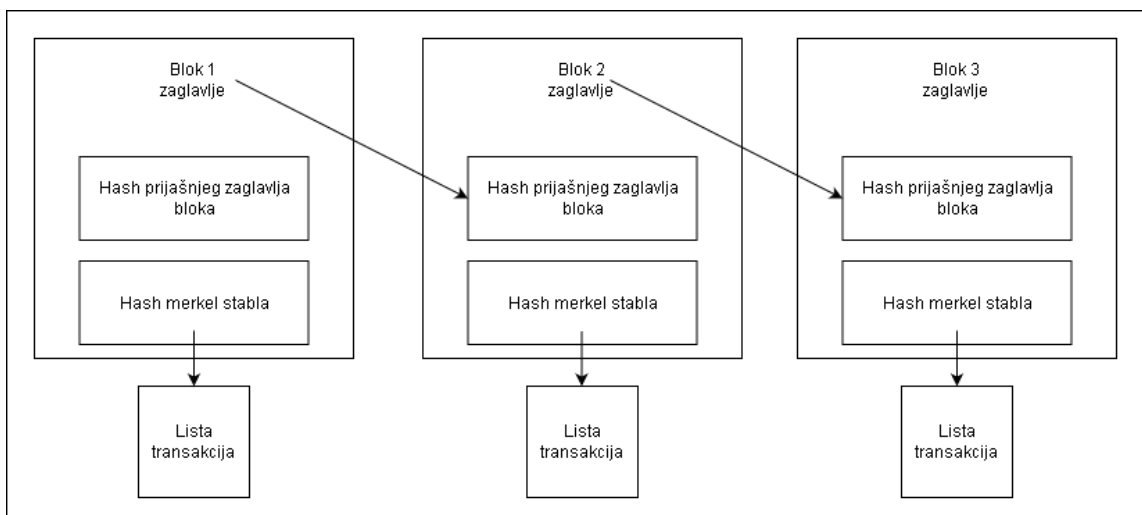 Blok 1
zaglavlje
Hash prijašnjeg zaglavlja
bloka
Hash merkel stabla
Lista
transakcija
Blok 2
zaglavlje
Hash prijašnjeg zaglavlja
bloka
Hash merkel stabla
Lista
transakcija
Blok 3
zaglavlje
Hash prijašnjeg zaglavlja
bloka
Hash merkel stabla
Lista
transakcija